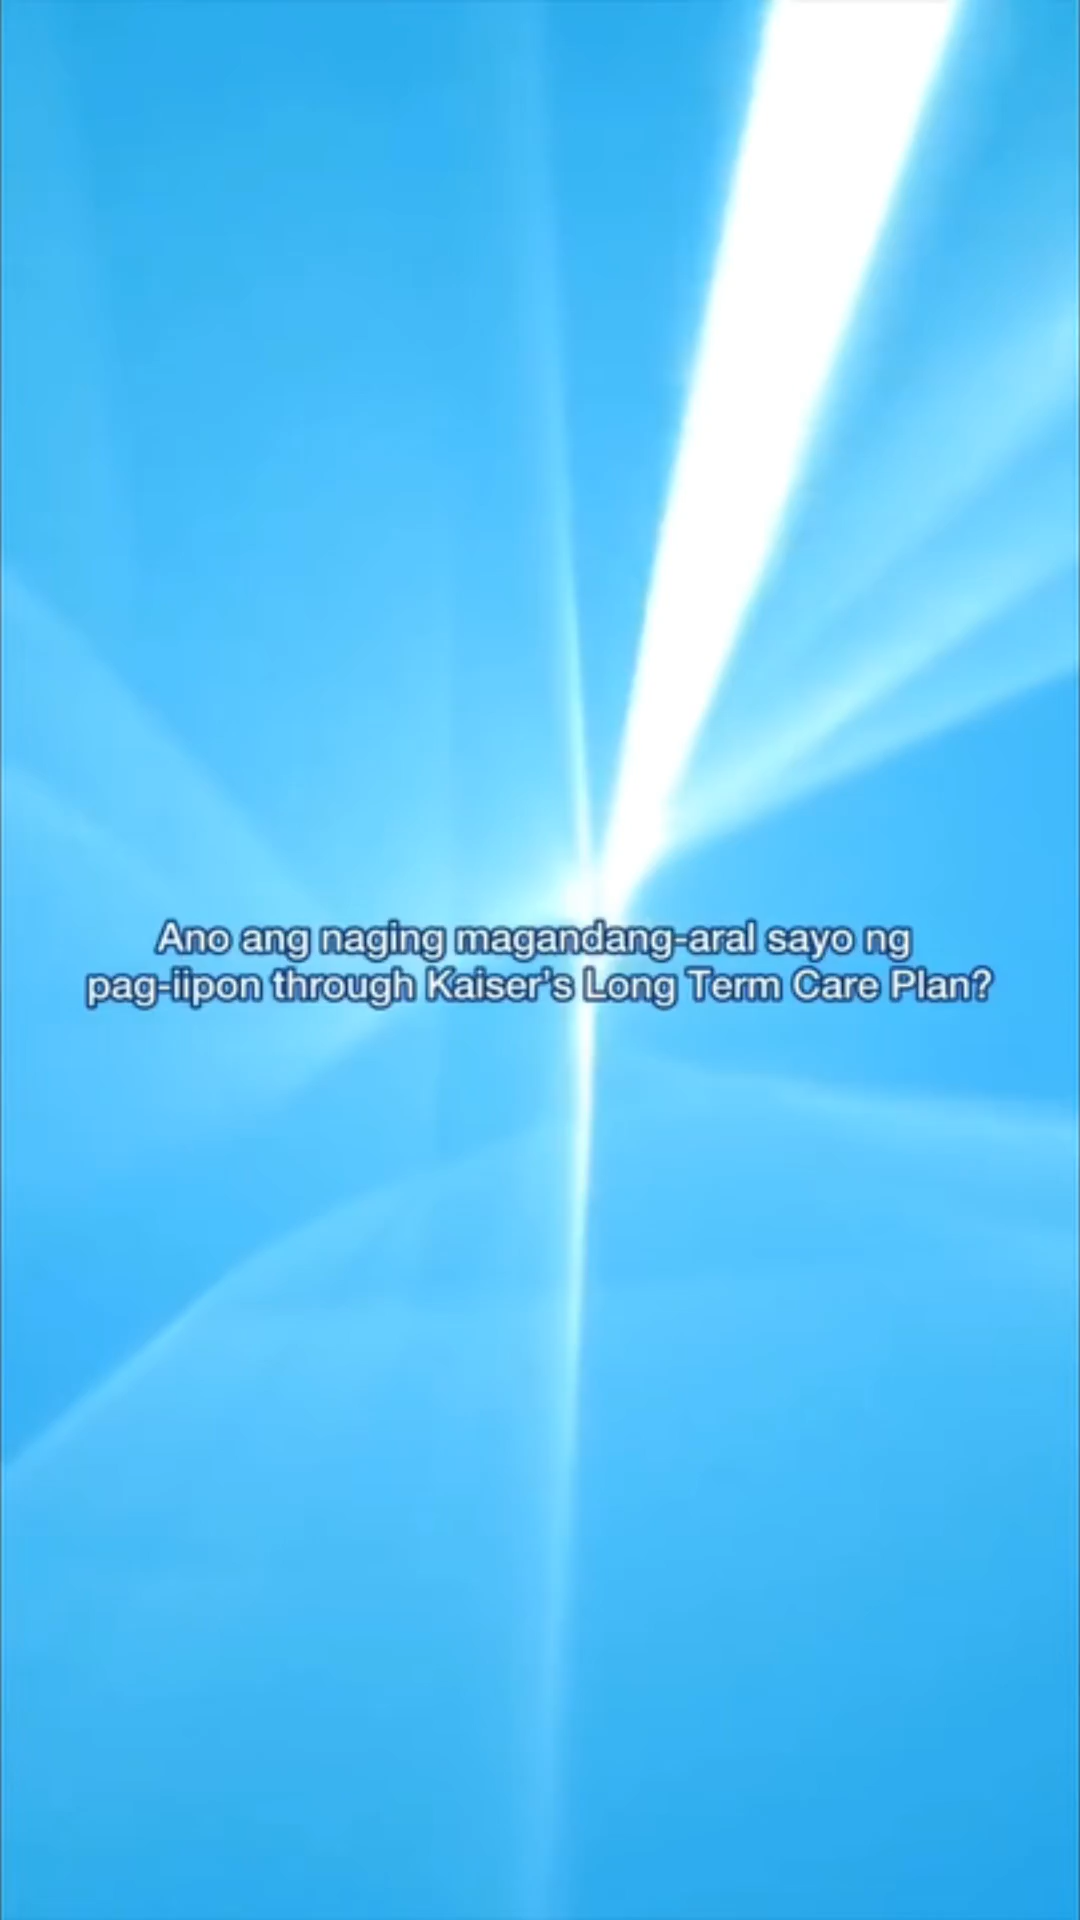 Ano ang naging magandang-aral sayo ng
pag-iipon through Kaiser's Long Term Care Plan?